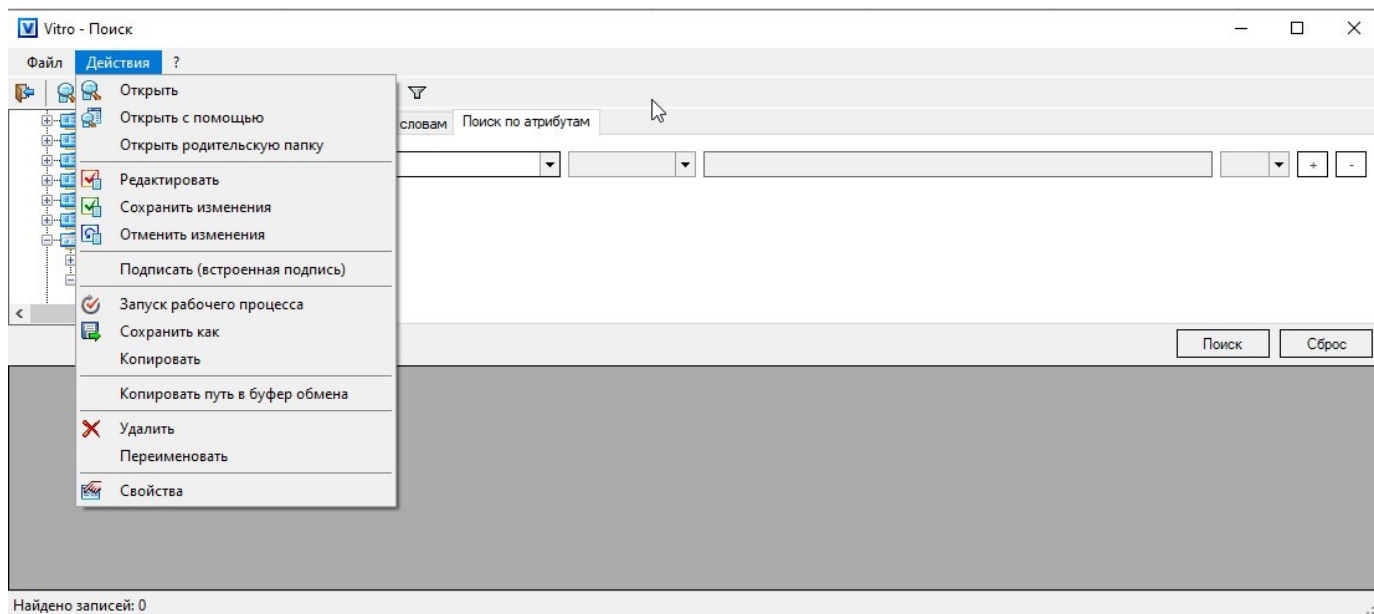 Vitro - Поиск
Файл Действия ?
Открыть
Открыть с помощью
Открыть родительскую папку
Редактировать
Сохранить изменения
Отменить изменения
Подписать (встроенная подпись)
Запуск рабочего процесса
Сохранить как
Копировать
Копировать путь в буфер обмена
Удалить
Переименовать
Свойства
словам Поиск по атрибутам
+ -
Поиск Сброс
Найдено записей: 0